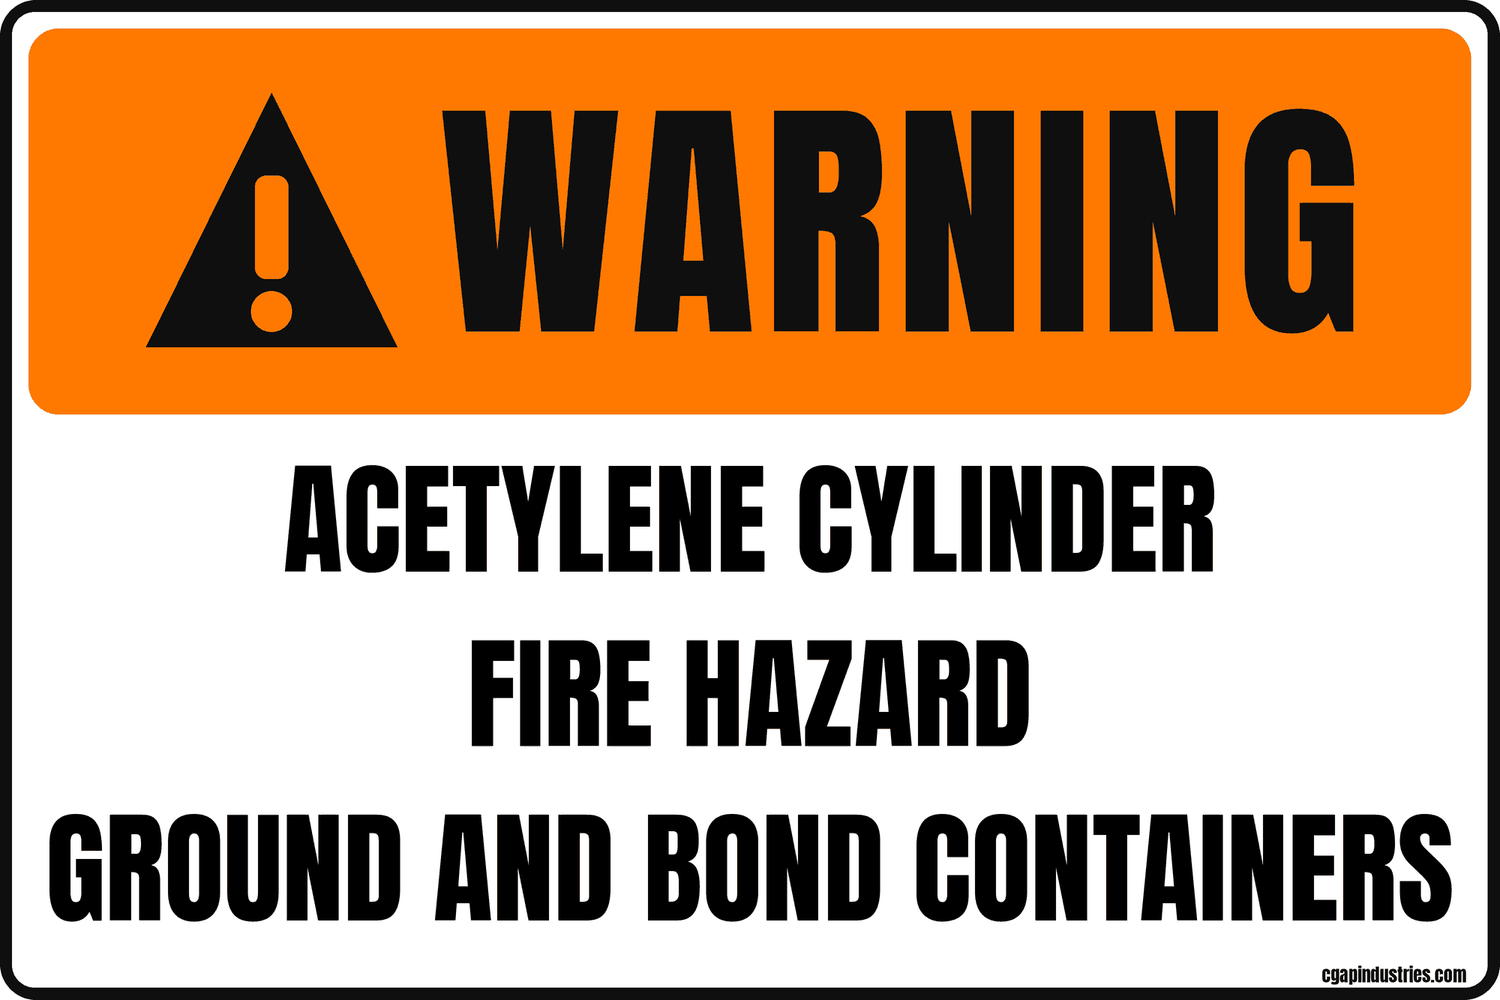 WARNING
ACETYLENE CYLINDER
FIRE HAZARD
GROUND AND BOND CONTAINERS
cgapindustries.com